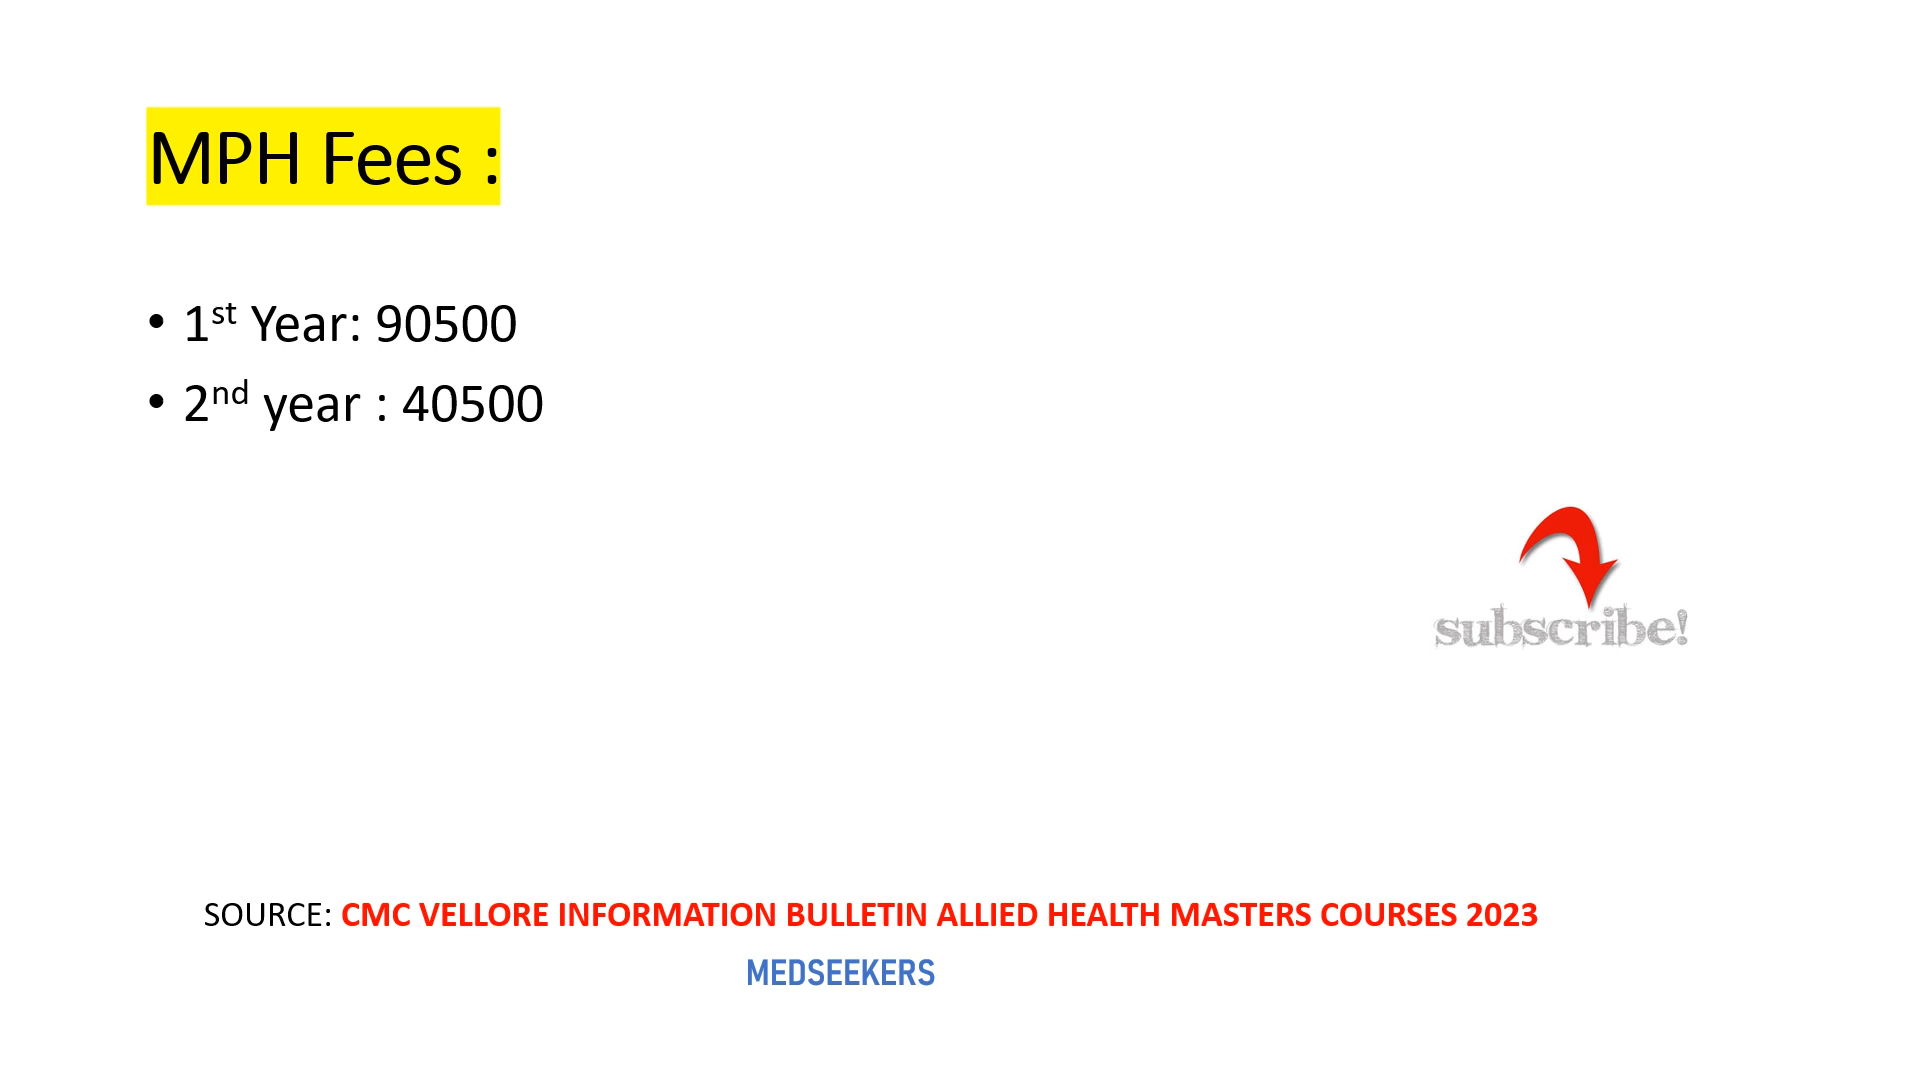 MPH Fees :
• 1st Year: 90500
• 2nd year : 40500
subscribe!
SOURCE: CMC VELLORE INFORMATION BULLETIN ALLIED HEALTH MASTERS COURSES 2023
MEDSEEKERS